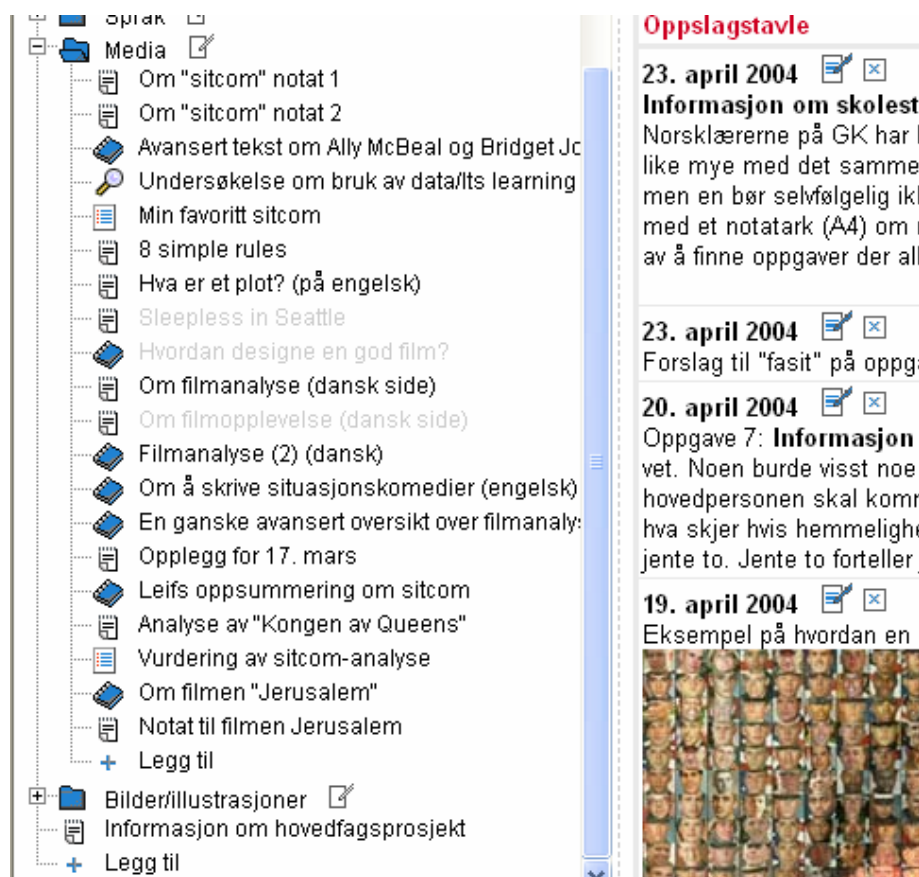 Språk
Media
Om "sitcom" notat 1
Om "sitcom" notat 2
Avansert tekst om Ally McBeal og Bridget Jo
Undersøkelse om bruk av data/Its learning
Min favoritt sitcom
8 simple rules
Hva er et plot? (på engelsk)
Sleepless in Seattle
Hvordan designe en god film?
Om filmanalyse (dansk side)
Om filmopplevelse (dansk side)
Filmanalyse (2) (dansk)
Om å skrive situasjonskomedier (engelsk)
En ganske avansert oversikt over filmanaly
Opplegg for 17. mars
Leifs oppsummering om sitcom
Analyse av "Kongen av Queens"
Vurdering av sitcom-analyse
Om filmen "Jerusalem"
Notat til filmen Jerusalem
Legg til
Bilder/illustrasjoner
Informasjon om hovedfagsprosjekt
Legg til
Oppslagstavle
23. april 2004
Informasjon om skolest
Norsklærerne på GK har
like mye med det samme
men en bør selvfølgelig ik
med et notatark (A4) om
av å finne oppgaver der all
23. april 2004
Forslag til "fasit" på oppga
20. april 2004
Oppgave 7: Informasjon
vet. Noen burde visst noe
hovedpersonen skal komm
hva skjer hvis hemmelighe
jente to. Jente to forteller
19. april 2004
Eksempel på hvordan en